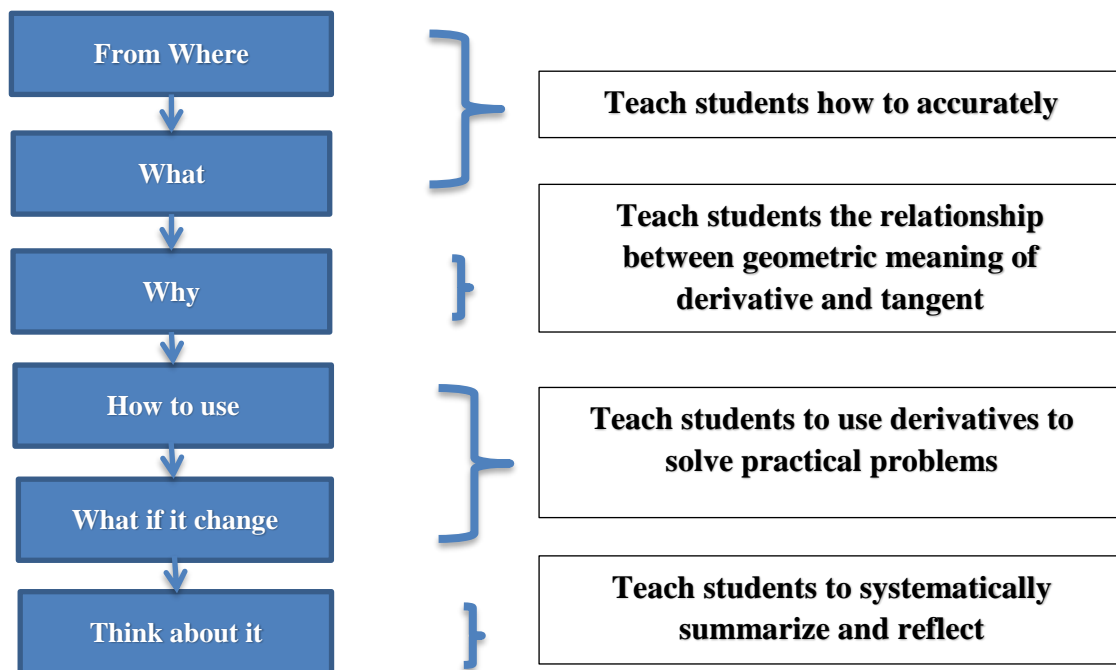 From Where
What
Why
How to use
What if it change
Think about it
Teach students how to accurately
Teach students the relationship
between geometric meaning of
derivative and tangent
Teach students to use derivatives to
solve practical problems
Teach students to systematically
summarize and reflect